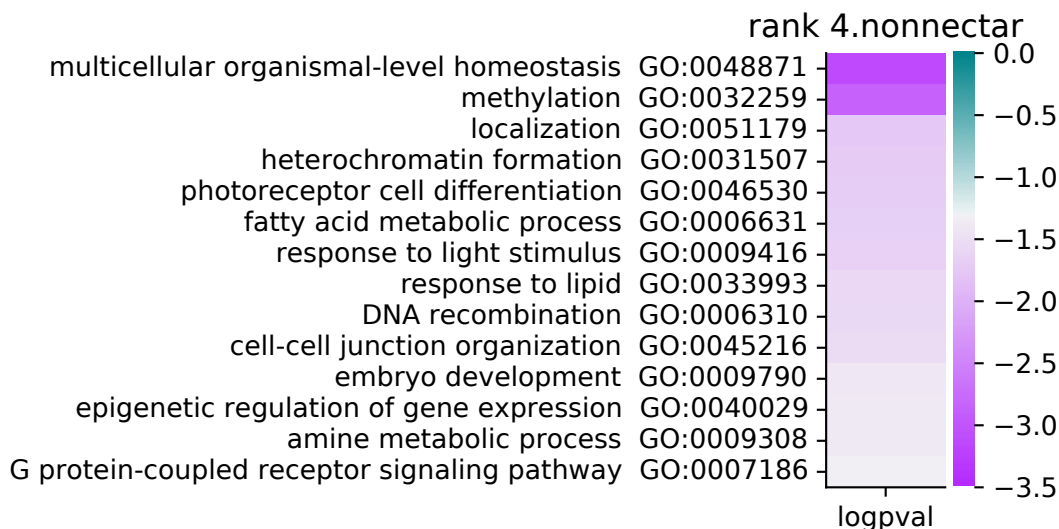 rank 4.nonnectar
multicellular organismal-level homeostasis GO:0048871
methylation GO:0032259
localization GO:0051179
heterochromatin formation GO:0031507
photoreceptor cell differentiation GO:0046530
fatty acid metabolic process GO:0006631
response to light stimulus GO:0009416
response to lipid GO:0033993
DNA recombination GO:0006310
cell-cell junction organization GO:0045216
embryo development GO:0009790
epigenetic regulation of gene expression GO:0040029
amine metabolic process GO:0009308
G protein-coupled receptor signaling pathway GO:0007186
logpval
0.0
−0.5
−1.0
−1.5
−2.0
−2.5
−3.0
−3.5